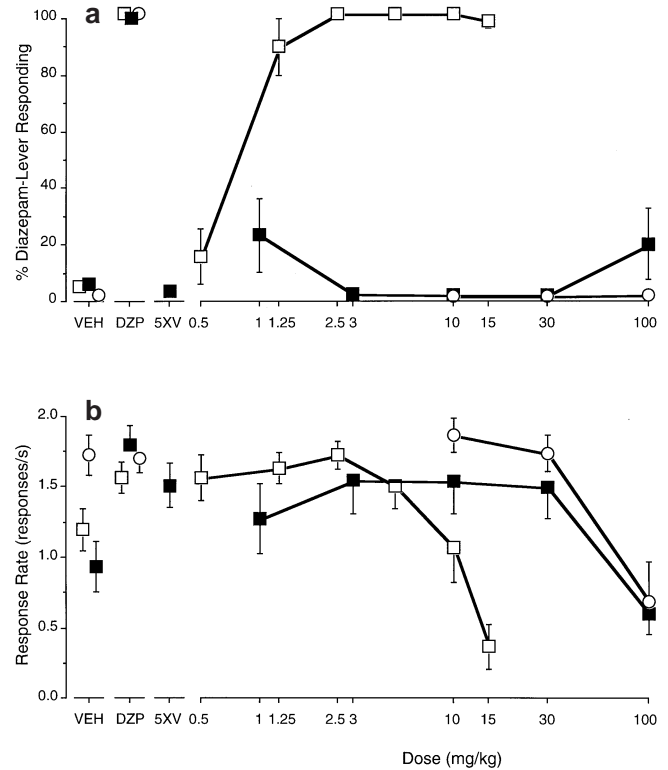 a
% Diazepam-Lever Responding
100
80
60
40
20
0
VEH DZP 5XV 0.5 1 1.25 2.5 3 10 15 30 100
b
Response Rate (responses/s)
2.0
1.5
1.0
0.5
0.0
VEH DZP 5XV 0.5 1 1.25 2.5 3 10 15 30 100
Dose (mg/kg)